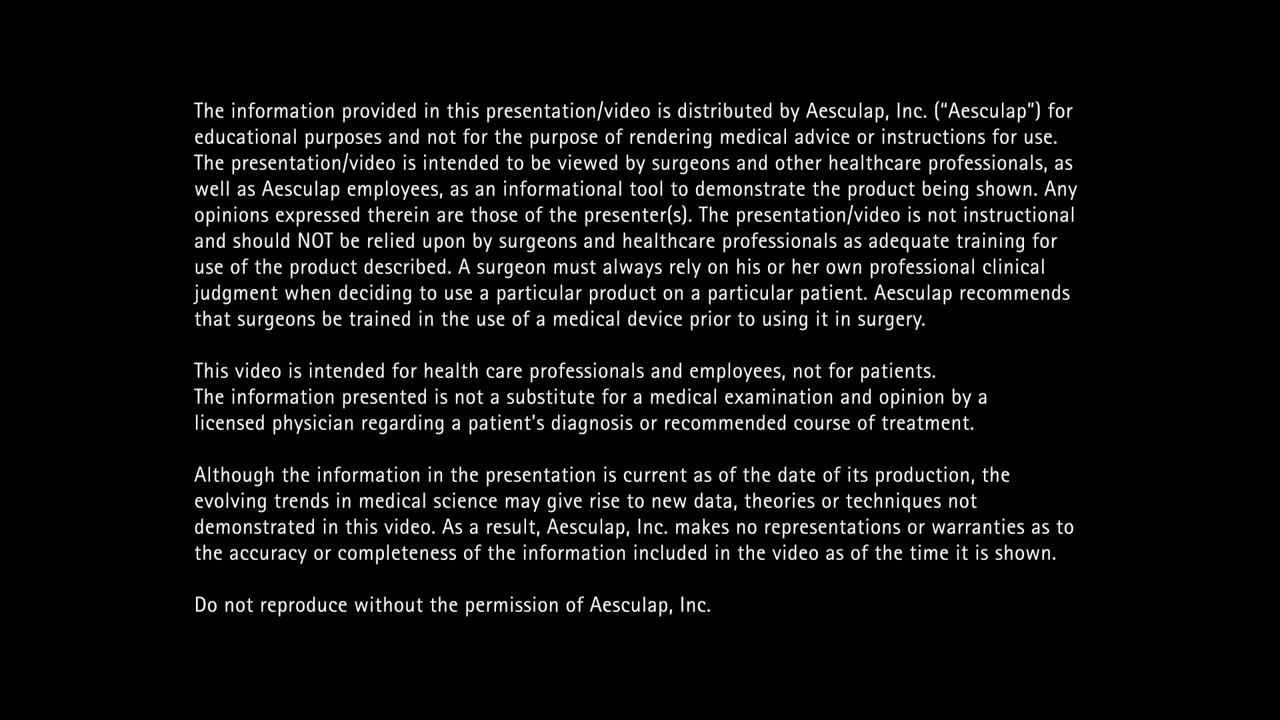 The information provided in this presentation/video is distributed by Aesculap, Inc. (“Aesculap”) for
educational purposes and not for the purpose of rendering medical advice or instructions for use.
The presentation/video is intended to be viewed by surgeons and other healthcare professionals, as
well as Aesculap employees, as an informational tool to demonstrate the product being shown. Any
opinions expressed therein are those of the presenter(s). The presentation/video is not instructional
and should NOT be relied upon by surgeons and healthcare professionals as adequate training for
use of the product described. A surgeon must always rely on his or her own professional clinical
judgment when deciding to use a particular product on a particular patient. Aesculap recommends
that surgeons be trained in the use of a medical device prior to using it in surgery.
This video is intended for health care professionals and employees, not for patients.
The information presented is not a substitute for a medical examination and opinion by a
licensed physician regarding a patient’s diagnosis or recommended course of treatment.
Although the information in the presentation is current as of the date of its production, the
evolving trends in medical science may give rise to new data, theories or techniques not
demonstrated in this video. As a result, Aesculap, Inc. makes no representations or warranties as to
the accuracy or completeness of the information included in the video as of the time it is shown.
Do not reproduce without the permission of Aesculap, Inc.